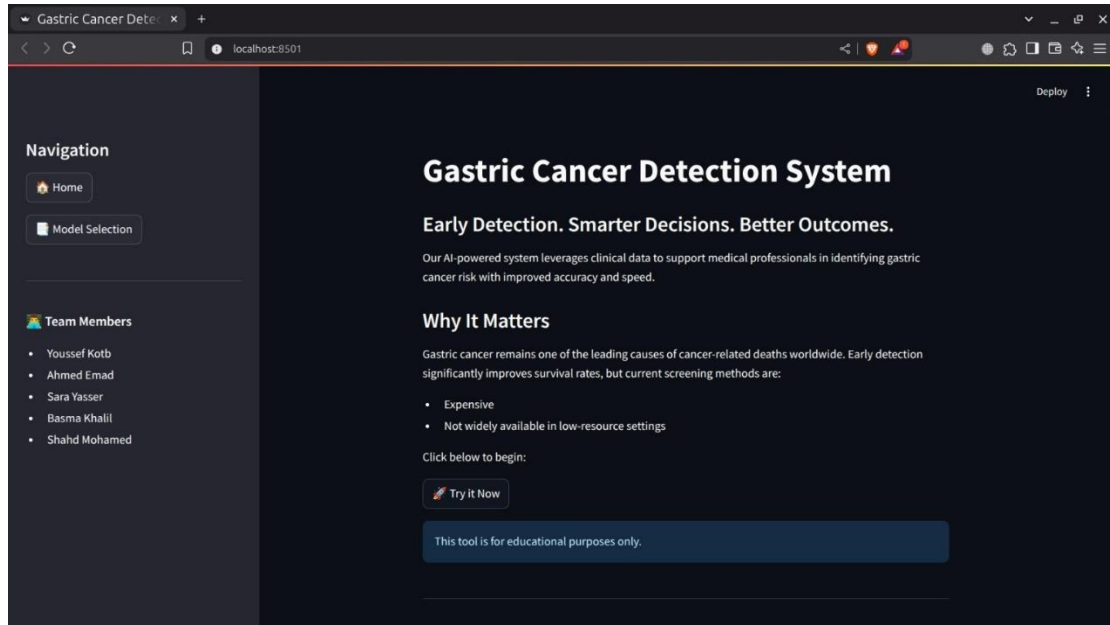 Gastric Cancer Detec
localhost:8501
Deploy
Navigation
🏠 Home
📑 Model Selection
👨‍💻 Team Members
• Youssef Kotb
• Ahmed Emad
• Sara Yasser
• Basma Khalil
• Shahd Mohamed
Gastric Cancer Detection System
Early Detection. Smarter Decisions. Better Outcomes.
Our AI-powered system leverages clinical data to support medical professionals in identifying gastric
cancer risk with improved accuracy and speed.
Why It Matters
Gastric cancer remains one of the leading causes of cancer-related deaths worldwide. Early detection
significantly improves survival rates, but current screening methods are:
• Expensive
• Not widely available in low-resource settings
Click below to begin:
🚀 Try it Now
This tool is for educational purposes only.